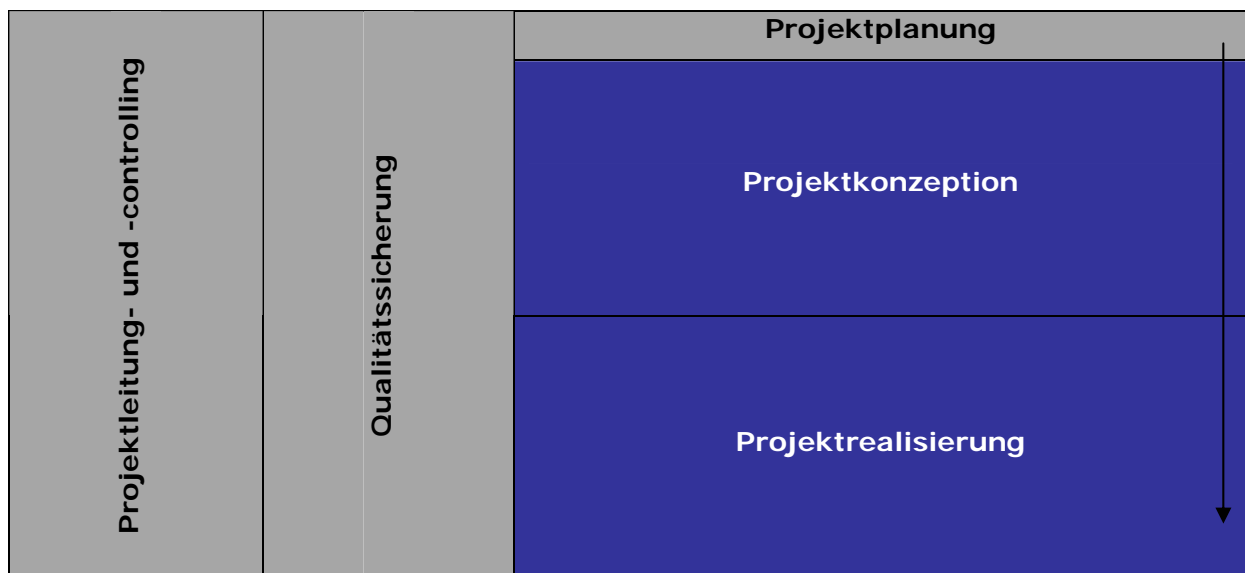 Projektleitung- und -controlling
Qualitätssicherung
Projektplanung
Projektkonzeption
Projektrealisierung